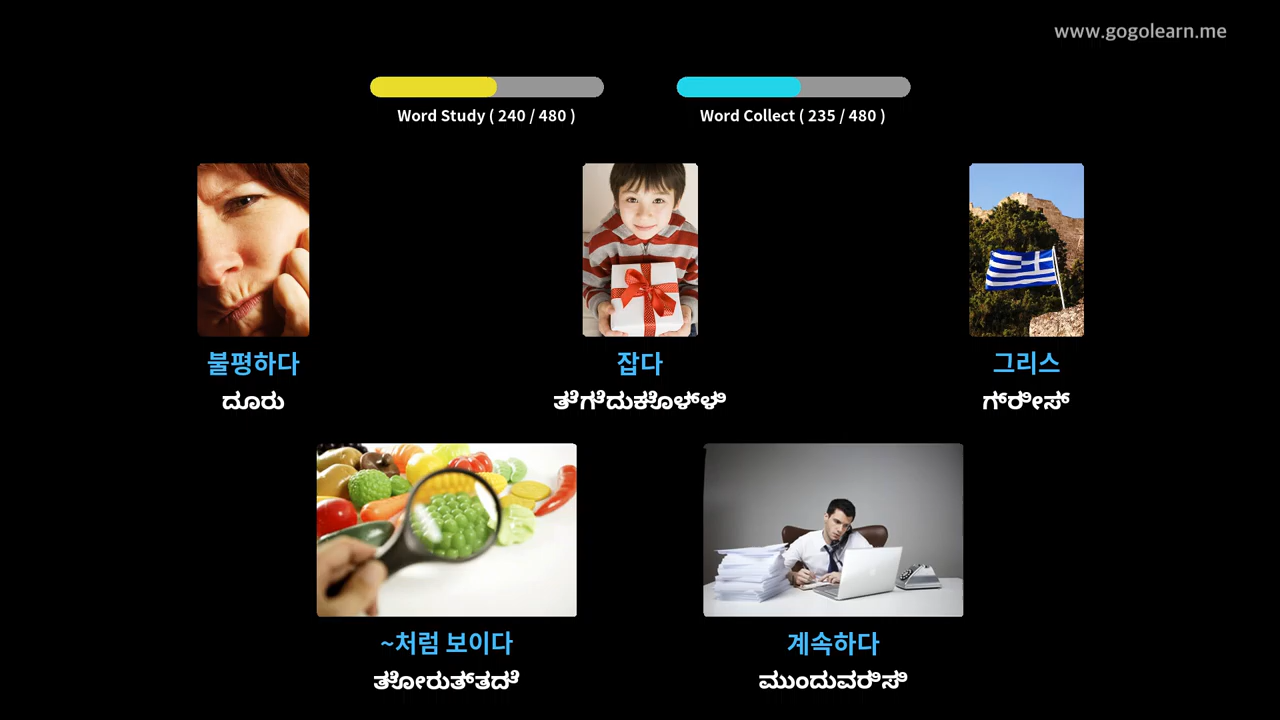 www.gogolearn.me
Word Study ( 240 / 480 )
Word Collect ( 235 / 480 )
불평하다
잡다
그리스
ದೂರು
ತೆಗೆದುಕೊಳ್ಳಿ
ಗ್ರೀಸ್
~처럼 보이다
계속하다
ತೋರುತ್ತದೆ
ಮುಂದುವರಿಸಿ